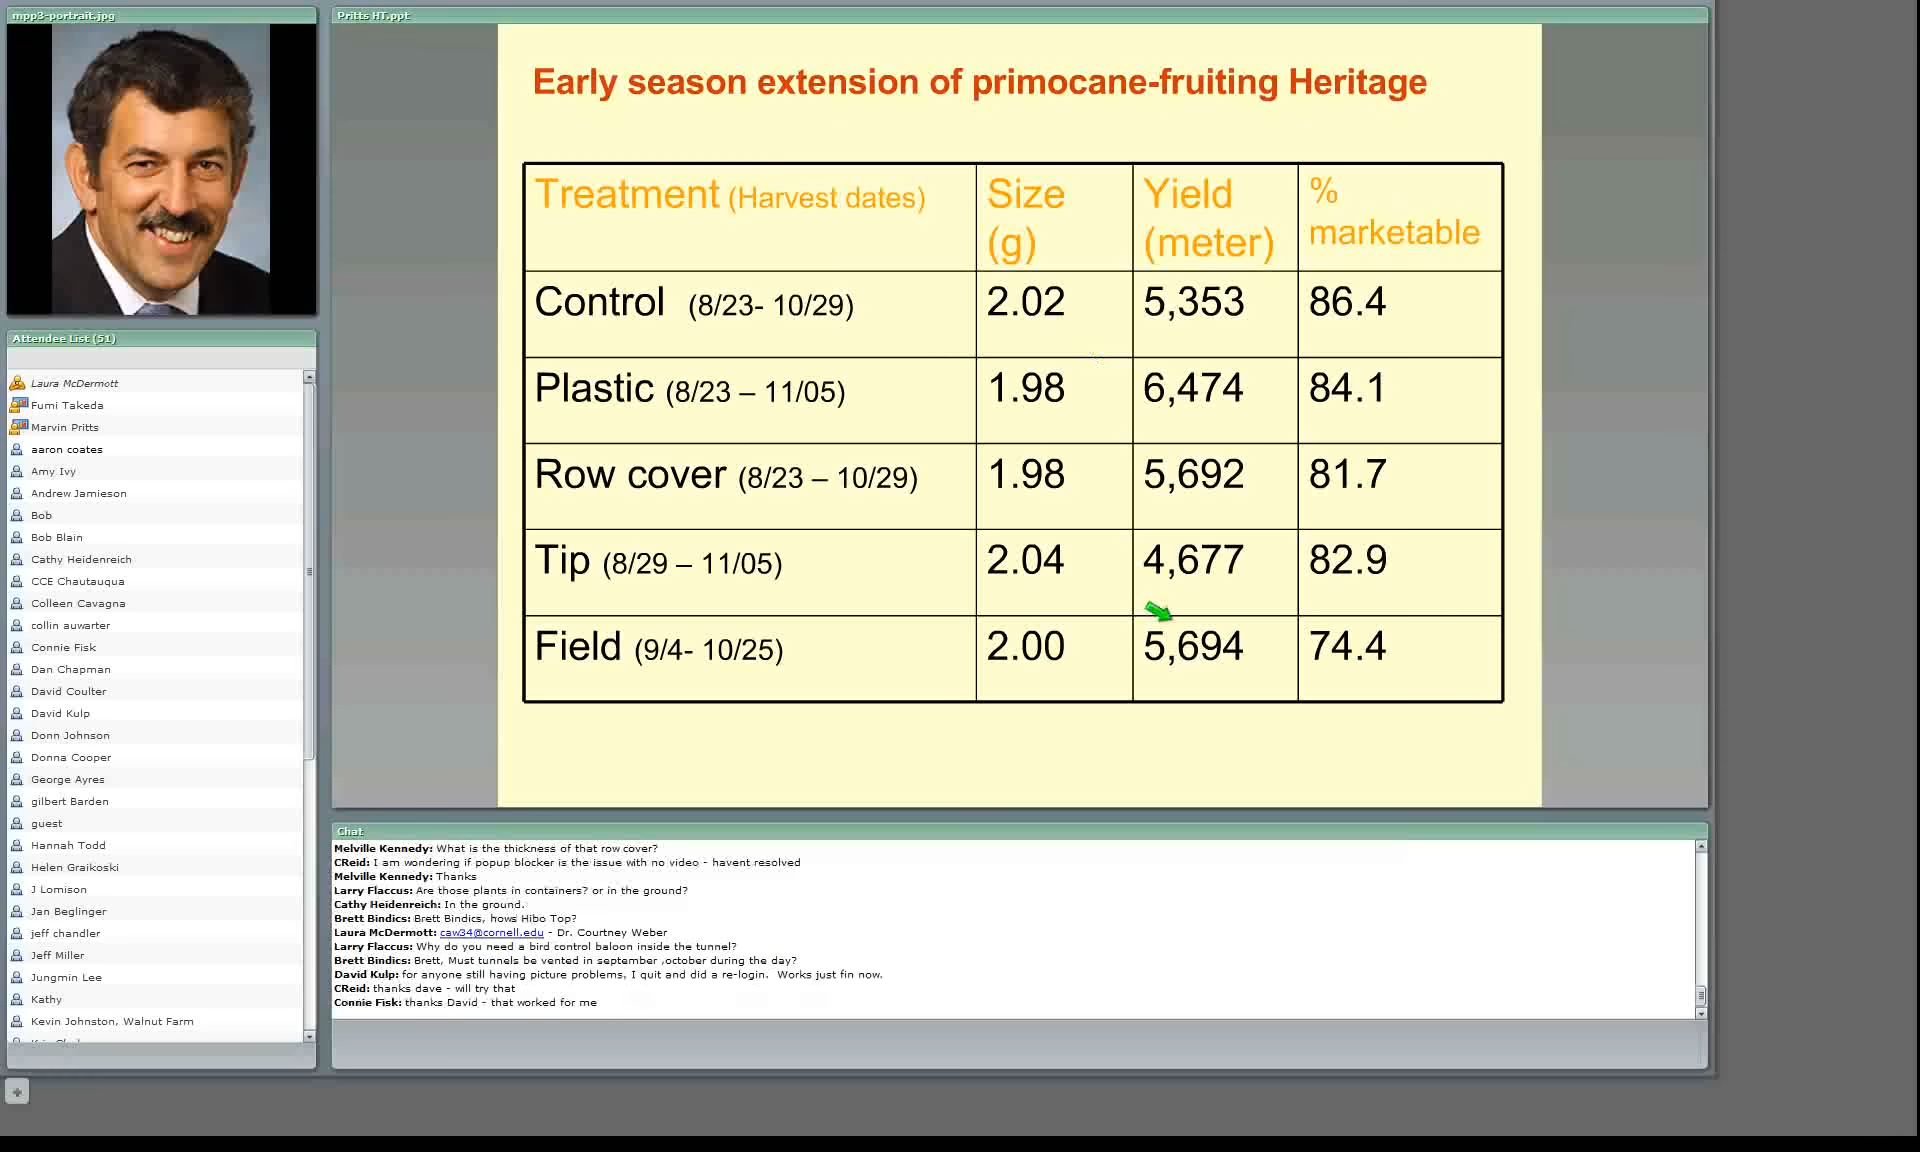 mpp3-portrait.jpg
Attendee List (51)
Laura McDermott
Fumi Takeda
Marvin Pritts
aaron coates
Amy Ivy
Andrew Jamieson
Bob
Bob Blain
Cathy Heidenreich
CCE Chautauqua
Colleen Cavagna
collin auwarter
Connie Fisk
Dan Chapman
David Coulter
David Kulp
Donn Johnson
Donna Cooper
George Ayres
gilbert Barden
guest
Hannah Todd
Helen Graikoski
J Lomison
Jan Beglinger
jeff chandler
Jeff Miller
Jungmin Lee
Kathy
Kevin Johnston, Walnut Farm
Pritts HT.ppt
Early season extension of primocane-fruiting Heritage
Treatment (Harvest dates) Size (g) Yield (meter) % marketable
Control (8/23- 10/29) 2.02 5,353 86.4
Plastic (8/23 – 11/05) 1.98 6,474 84.1
Row cover (8/23 – 10/29) 1.98 5,692 81.7
Tip (8/29 – 11/05) 2.04 4,677 82.9
Field (9/4- 10/25) 2.00 5,694 74.4
Chat
Melville Kennedy: What is the thickness of that row cover?
CReid: I am wondering if popup blocker is the issue with no video - havent resolved
Melville Kennedy: Thanks
Larry Flaccus: Are those plants in containers? or in the ground?
Cathy Heidenreich: In the ground.
Brett Bindics: Brett Bindics, hows Hibo Top?
Laura McDermott: caw34@cornell.edu - Dr. Courtney Weber
Larry Flaccus: Why do you need a bird control baloon inside the tunnel?
Brett Bindics: Brett, Must tunnels be vented in september ,october during the day?
David Kulp: for anyone still having picture problems, I quit and did a re-login. Works just fin now.
CReid: thanks dave - will try that
Connie Fisk: thanks David - that worked for me